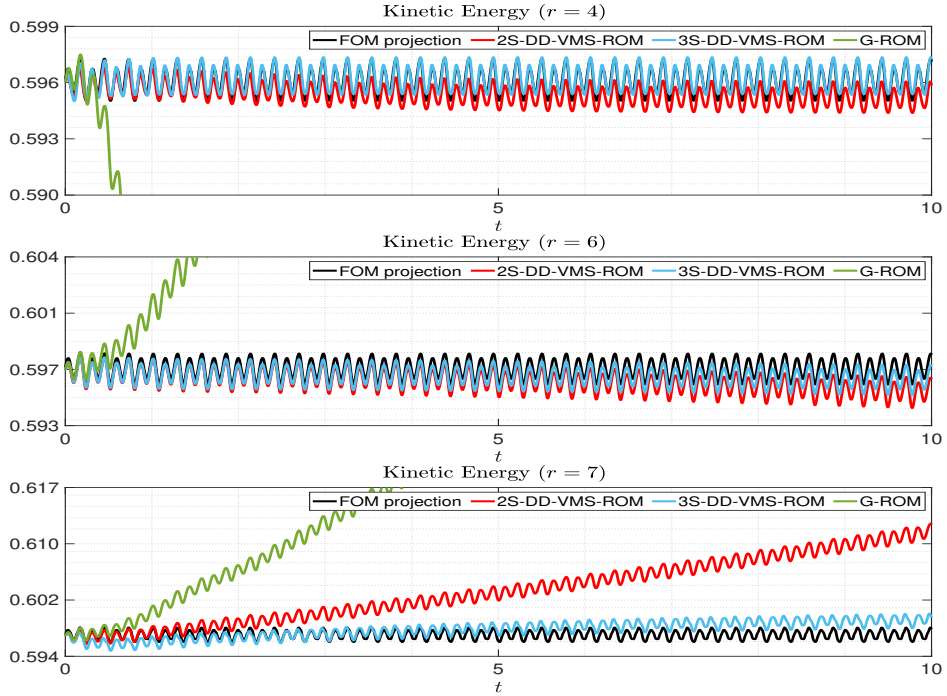 Kinetic Energy (r = 4)
0.599
0.596
0.593
0.590
FOM projection 2S-DD-VMS-ROM 3S-DD-VMS-ROM G-ROM
0 5 10
t
Kinetic Energy (r = 6)
0.604
0.601
0.597
0.593
FOM projection 2S-DD-VMS-ROM 3S-DD-VMS-ROM G-ROM
0 5 10
t
Kinetic Energy (r = 7)
0.617
0.610
0.602
0.594
FOM projection 2S-DD-VMS-ROM 3S-DD-VMS-ROM G-ROM
0 5 10
t